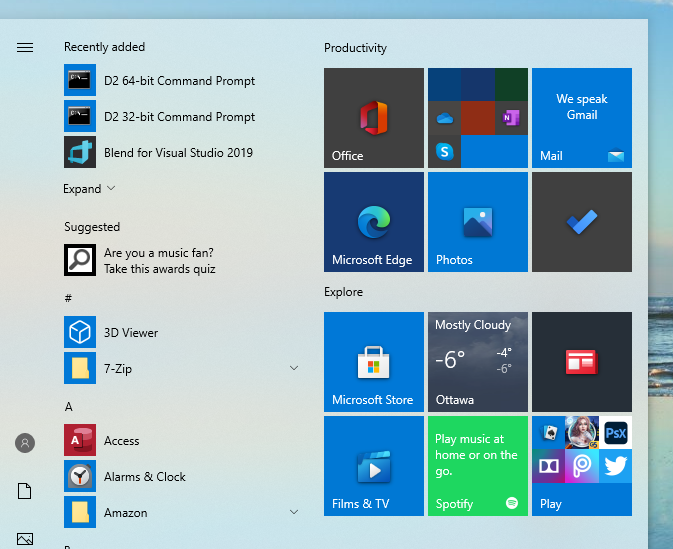 Recently added
D2 64-bit Command Prompt
D2 32-bit Command Prompt
Blend for Visual Studio 2019
Expand
Suggested
Are you a music fan?
Take this awards quiz
#
3D Viewer
7-Zip
A
Access
Alarms & Clock
Amazon
Productivity
Office
We speak
Gmail
Mail
Microsoft Edge
Photos
Explore
Microsoft Store
Mostly Cloudy
-6°
-4°
-6°
Ottawa
Films & TV
Play music at
home or on the
go.
Spotify
PsX
Play